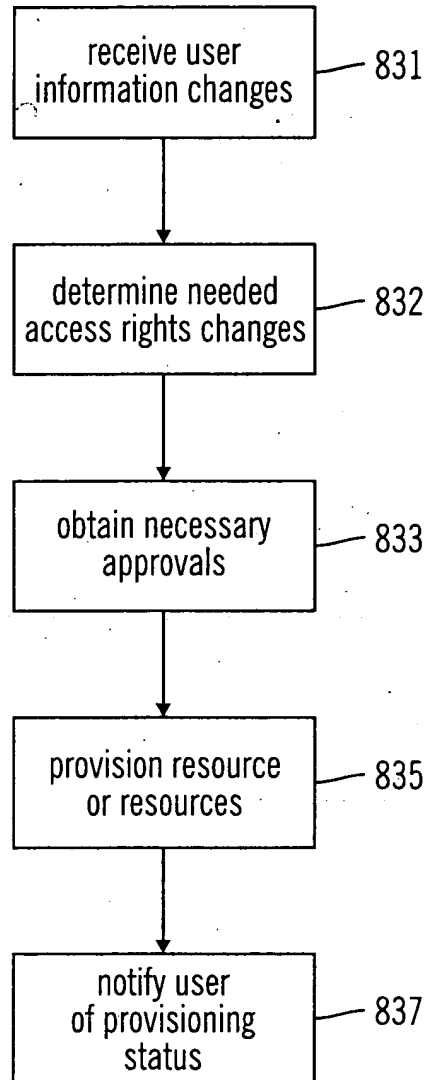 receive user
information changes
831
determine needed
access rights changes
832
obtain necessary
approvals
833
provision resource
or resources
835
notify user
of provisioning
status
837